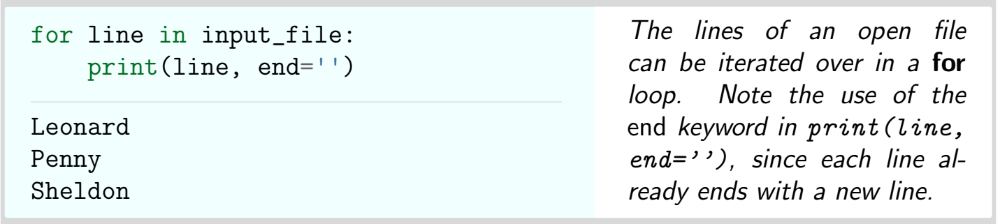 for line in input_file:
    print(line, end='')
Leonard
Penny
Sheldon
The lines of an open file
can be iterated over in a for
loop. Note the use of the
end keyword in print(line,
end=’’), since each line al-
ready ends with a new line.